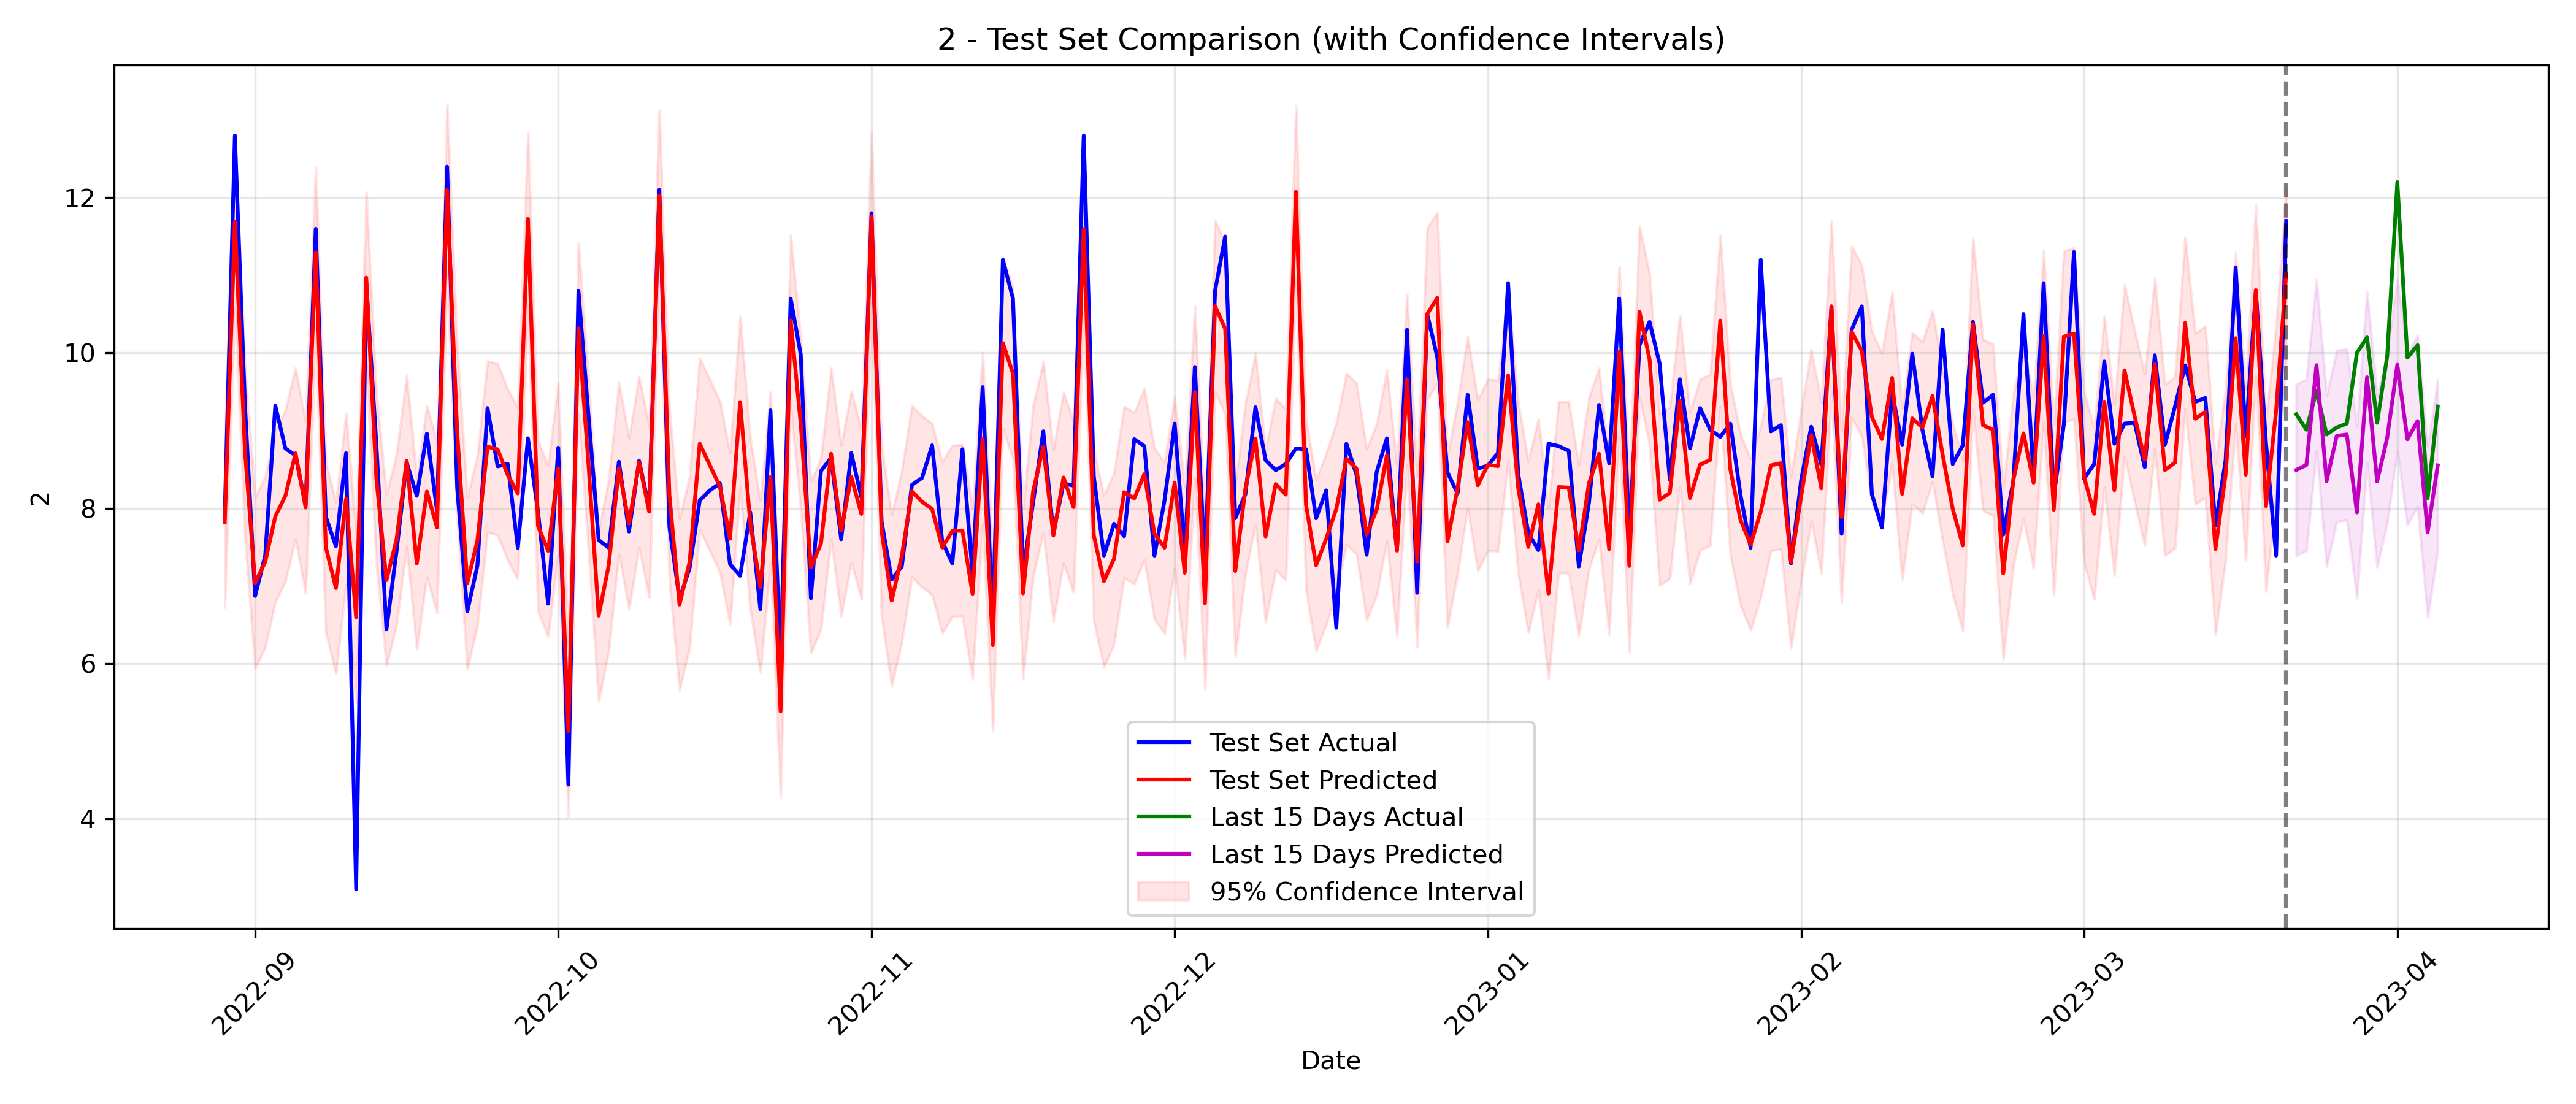 2 - Test Set Comparison (with Confidence Intervals)
2
12
10
8
6
4
Test Set Actual
Test Set Predicted
Last 15 Days Actual
Last 15 Days Predicted
95% Confidence Interval
2022-09
2022-10
2022-11
2022-12
2023-01
2023-02
2023-03
2023-04
Date